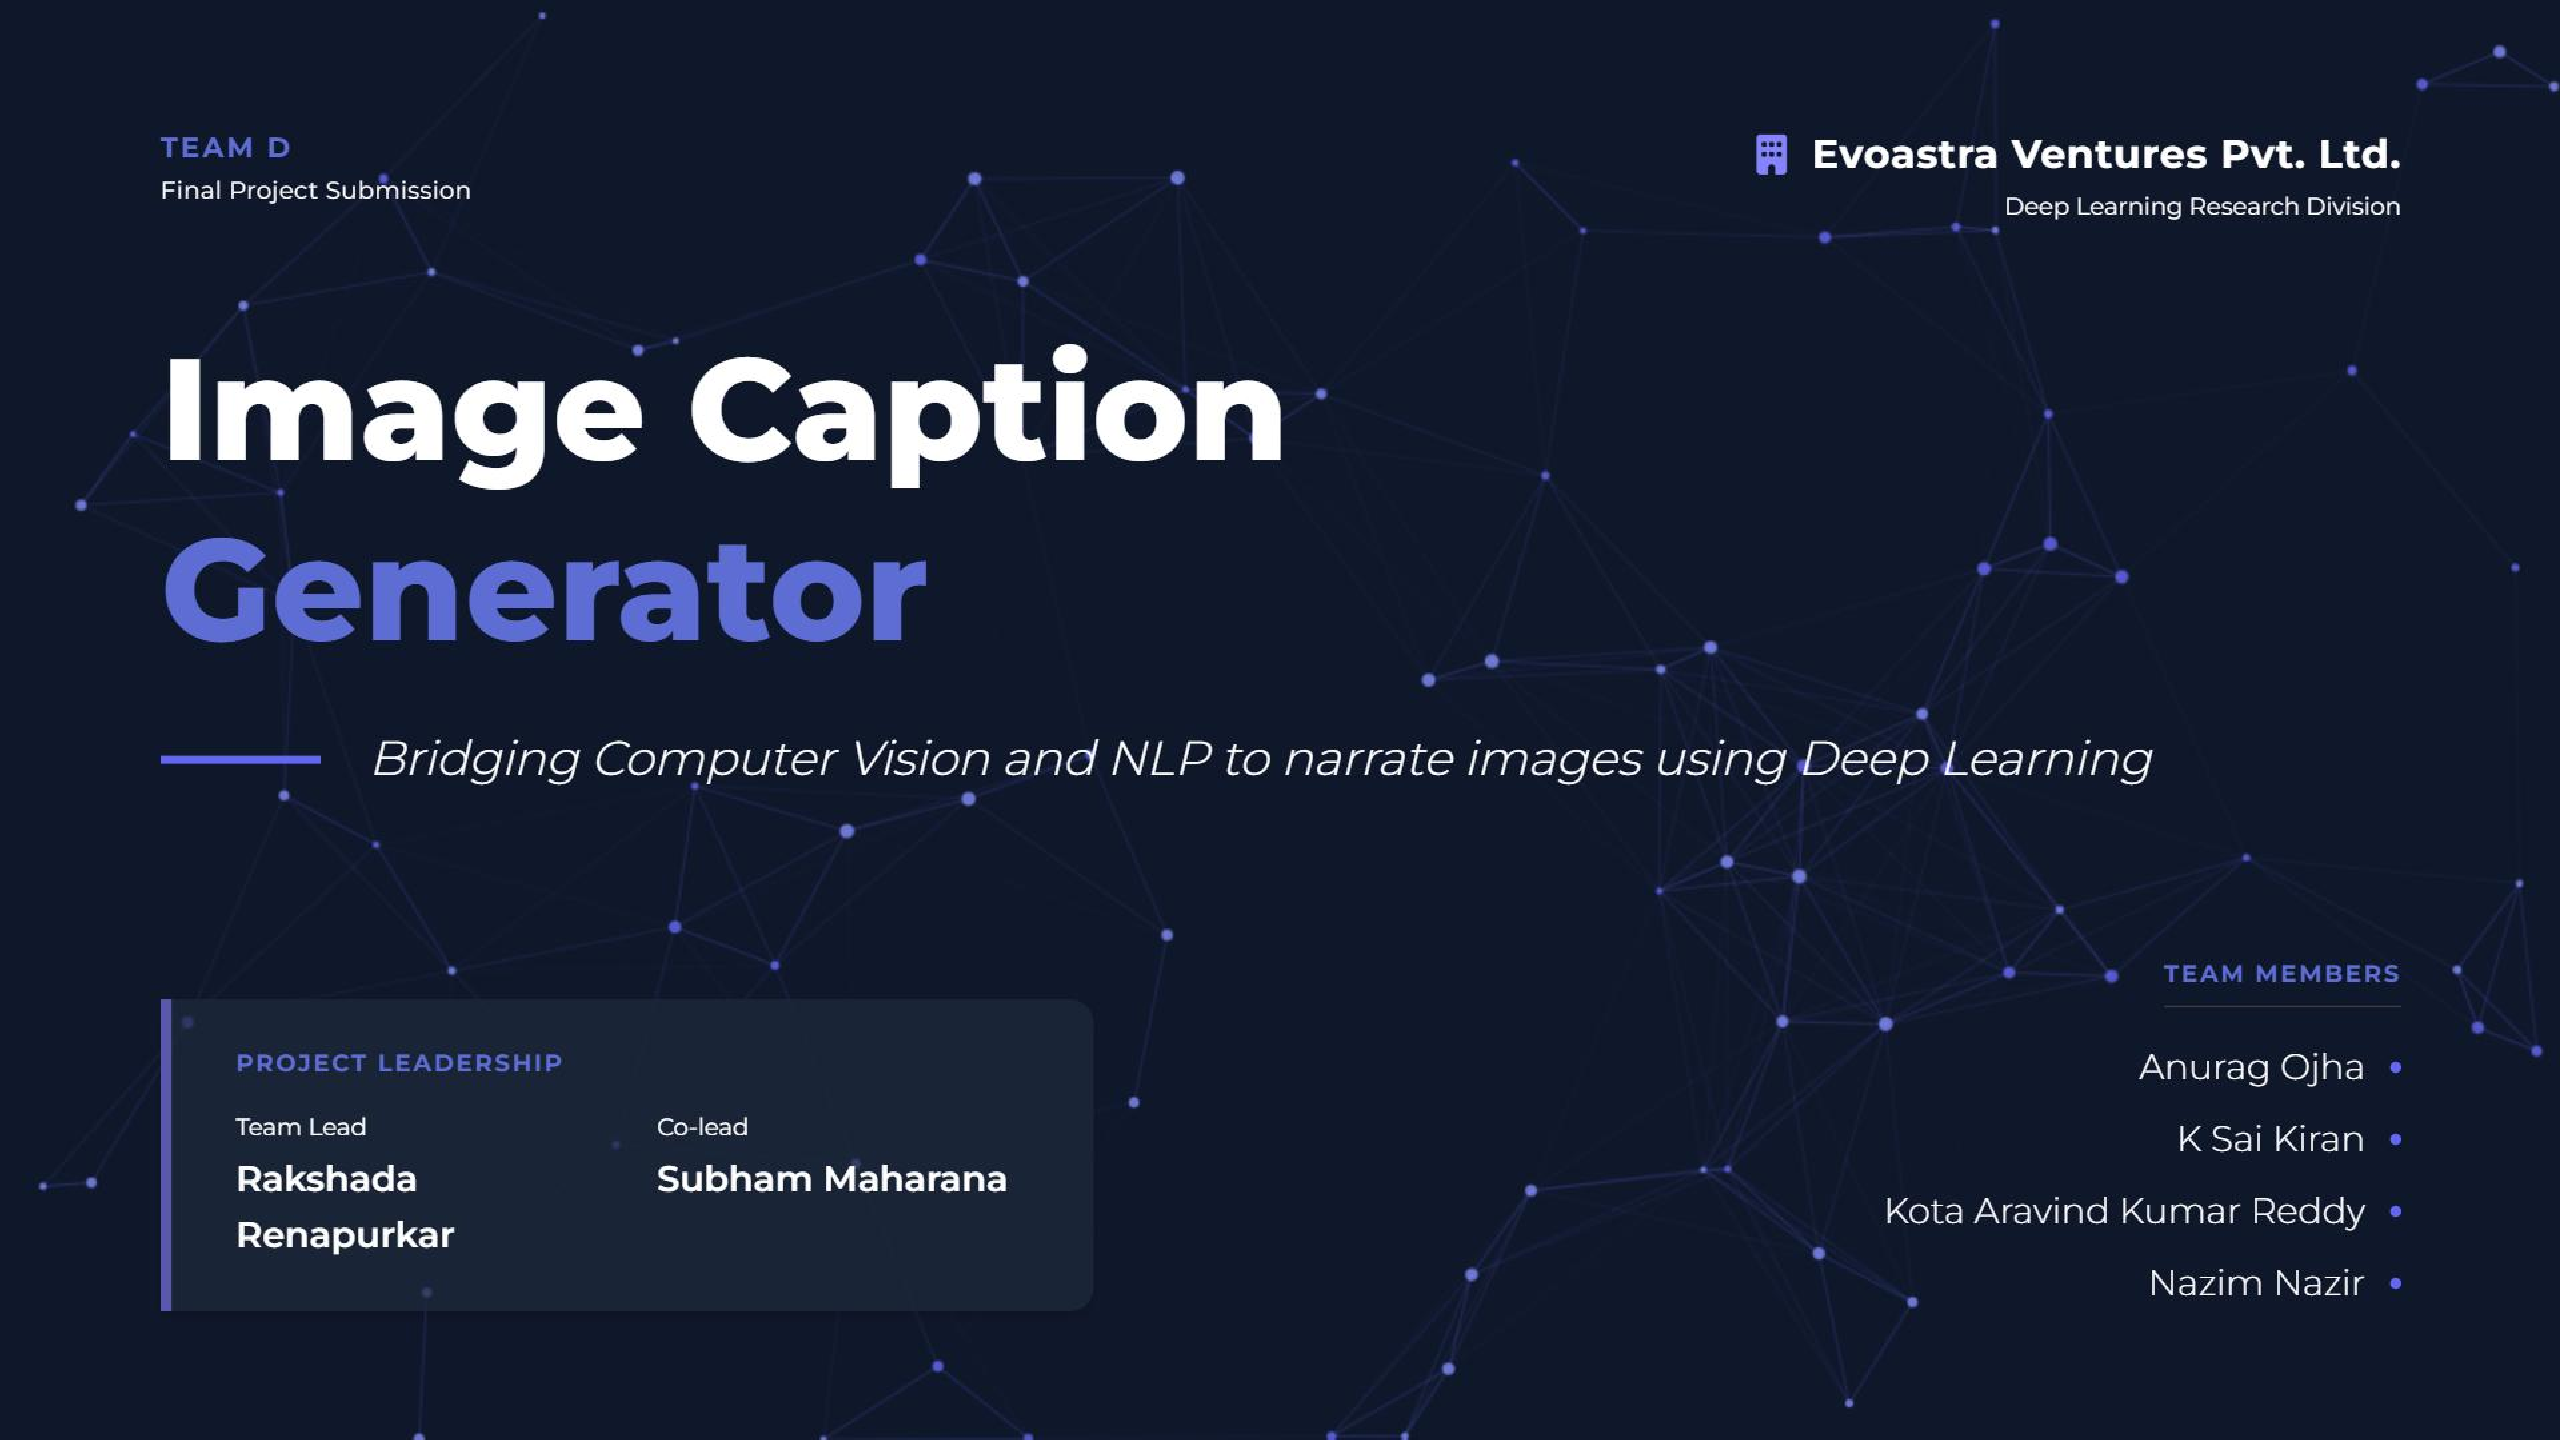 TEAM D
Final Project Submission
Evoastra Ventures Pvt. Ltd.
Deep Learning Research Division
Image Caption
Generator
Bridging Computer Vision and NLP to narrate images using Deep Learning
PROJECT LEADERSHIP
Team Lead
Rakshada
Renapurkar
Co-lead
Subham Maharana
TEAM MEMBERS
Anurag Ojha
K Sai Kiran
Kota Aravind Kumar Reddy
Nazim Nazir